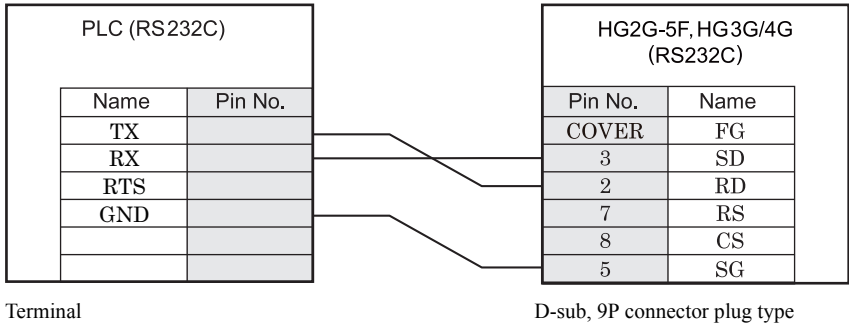 PLC (RS232C)
HG2G-5F, HG3G/4G
(RS232C)
Name Pin No.
TX
RX
RTS
GND
Pin No. Name
COVER FG
3 SD
2 RD
7 RS
8 CS
5 SG
Terminal
D-sub, 9P connector plug type